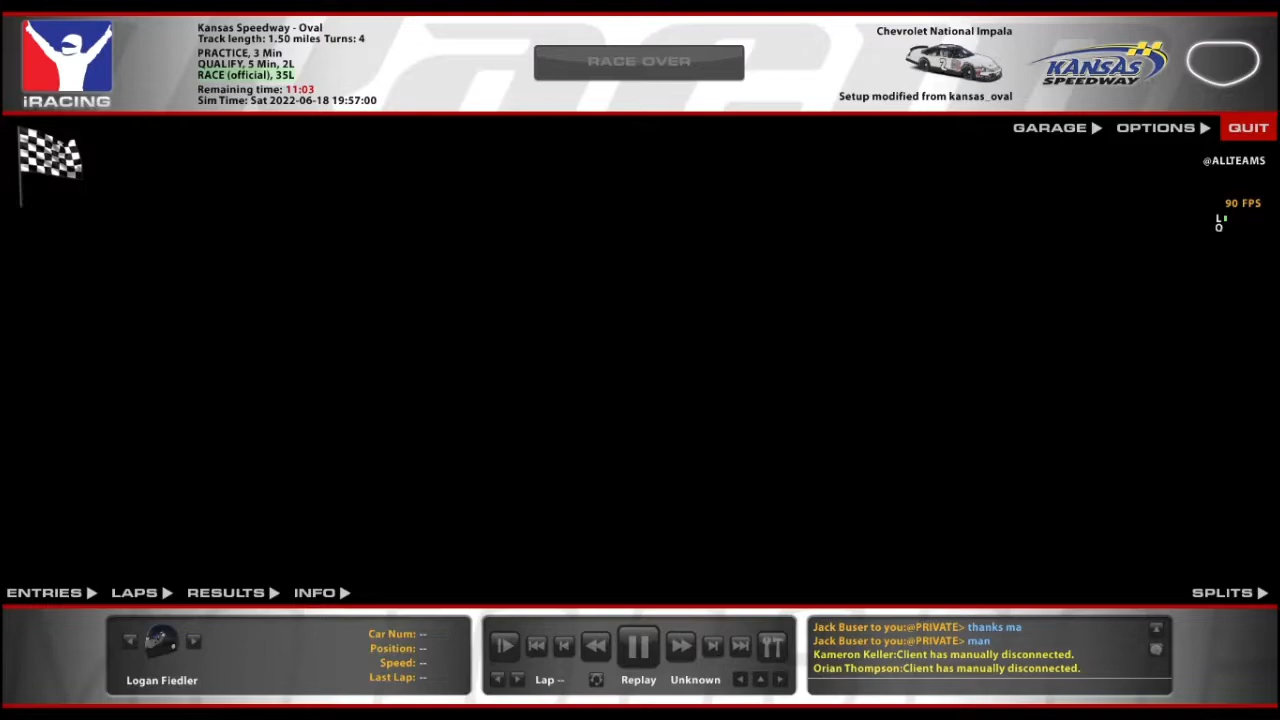 iRACING
Kansas Speedway - Oval
Track length: 1.50 miles Turns: 4
PRACTICE, 3 Min
QUALIFY, 5 Min, 2L
RACE (official), 35L
Remaining time: 11:03
Sim Time: Sat 2022-06-18 19:57:00
RACE OVER
Chevrolet National Impala
Setup modified from kansas_oval
KANSAS
SPEEDWAY
GARAGE
OPTIONS
QUIT
@ALLTEAMS
90 FPS
L
Q
ENTRIES
LAPS
RESULTS
INFO
SPLITS
Logan Fiedler
Car Num: --
Position: --
Speed: --
Last Lap: --
Lap --
Replay
Unknown
Jack Buser to you:@PRIVATE> thanks ma
Jack Buser to you:@PRIVATE> man
Kameron Keller:Client has manually disconnected.
Orian Thompson:Client has manually disconnected.